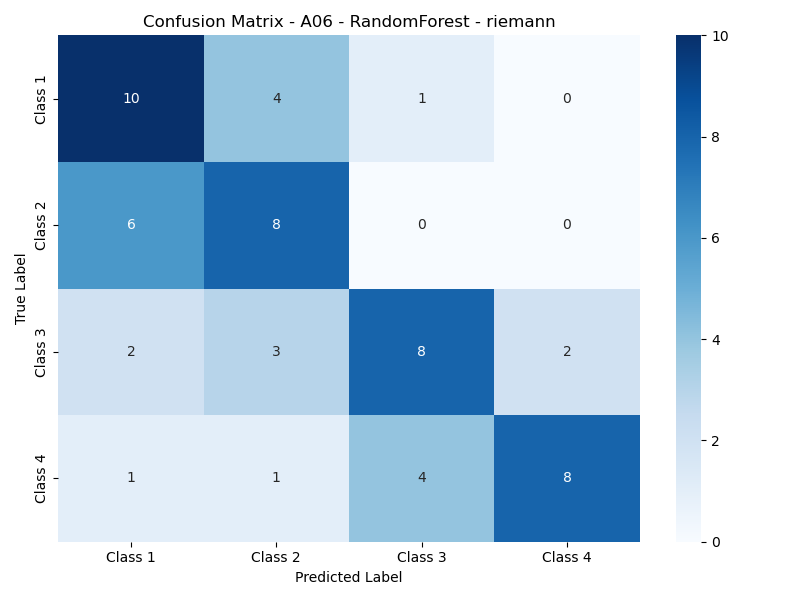 Confusion Matrix - A06 - RandomForest - riemann
True Label
Class 1
10 4 1 0
Class 2
6 8 0 0
Class 3
2 3 8 2
Class 4
1 1 4 8
Class 1 Class 2 Class 3 Class 4
Predicted Label
10
8
6
4
2
0